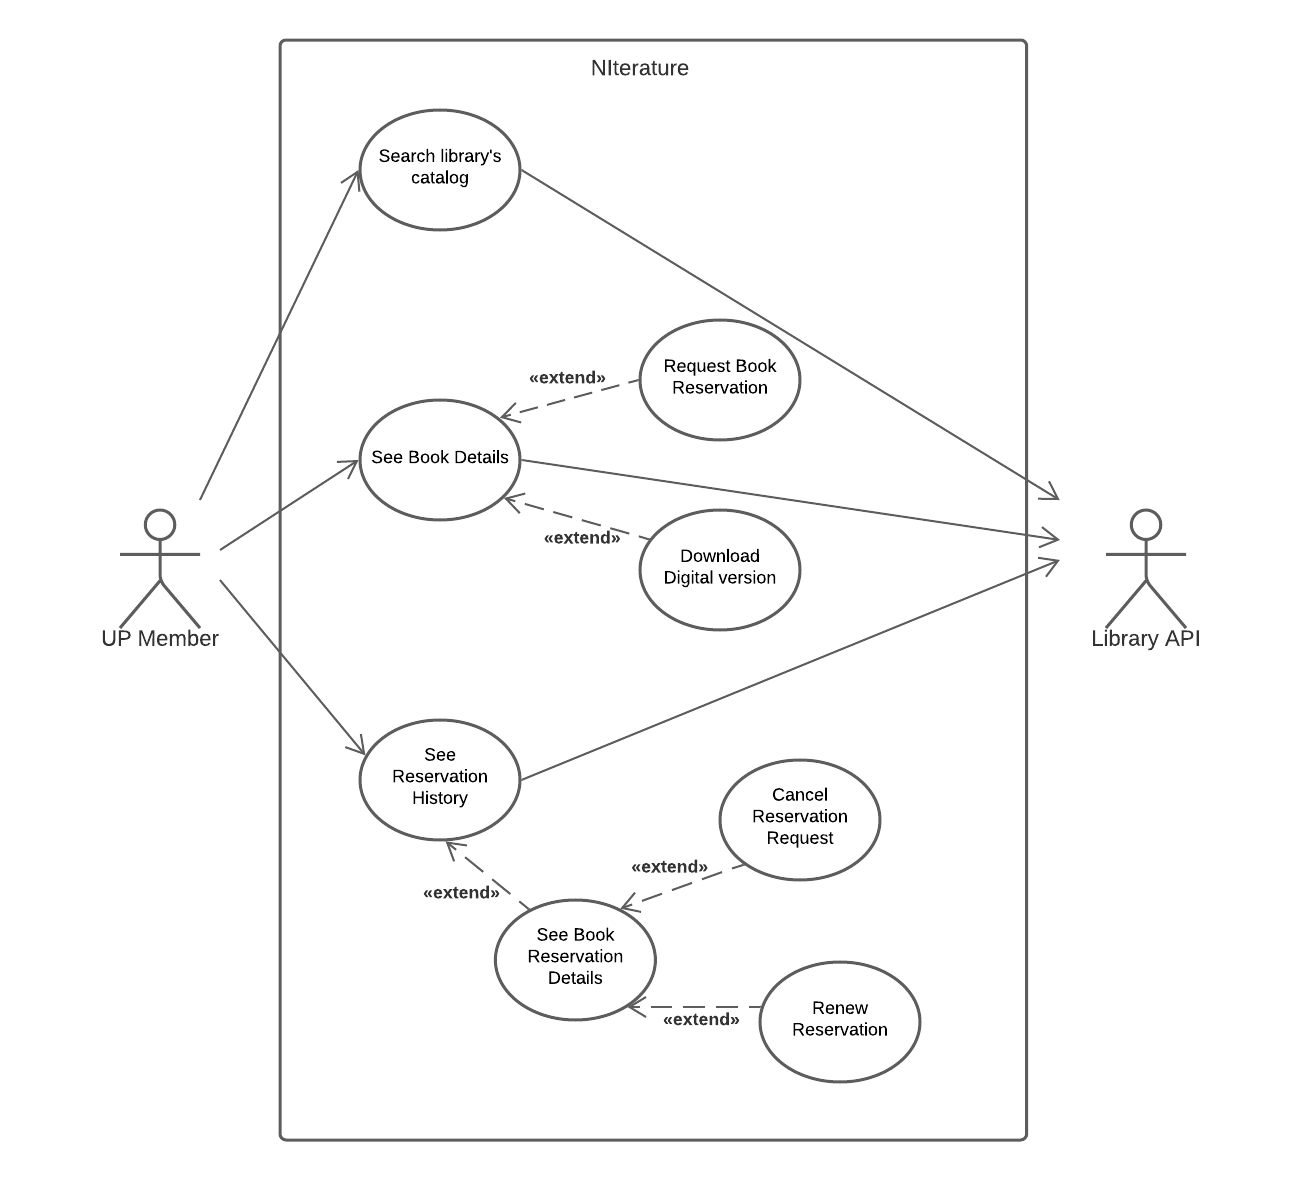 NIterature
Search library's
catalog
«extend»
Request Book
Reservation
See Book Details
«extend»
Download
Digital version
UP Member
Library API
See
Reservation
History
Cancel
Reservation
Request
«extend»
«extend»
See Book
Reservation
Details
«extend»
Renew
Reservation